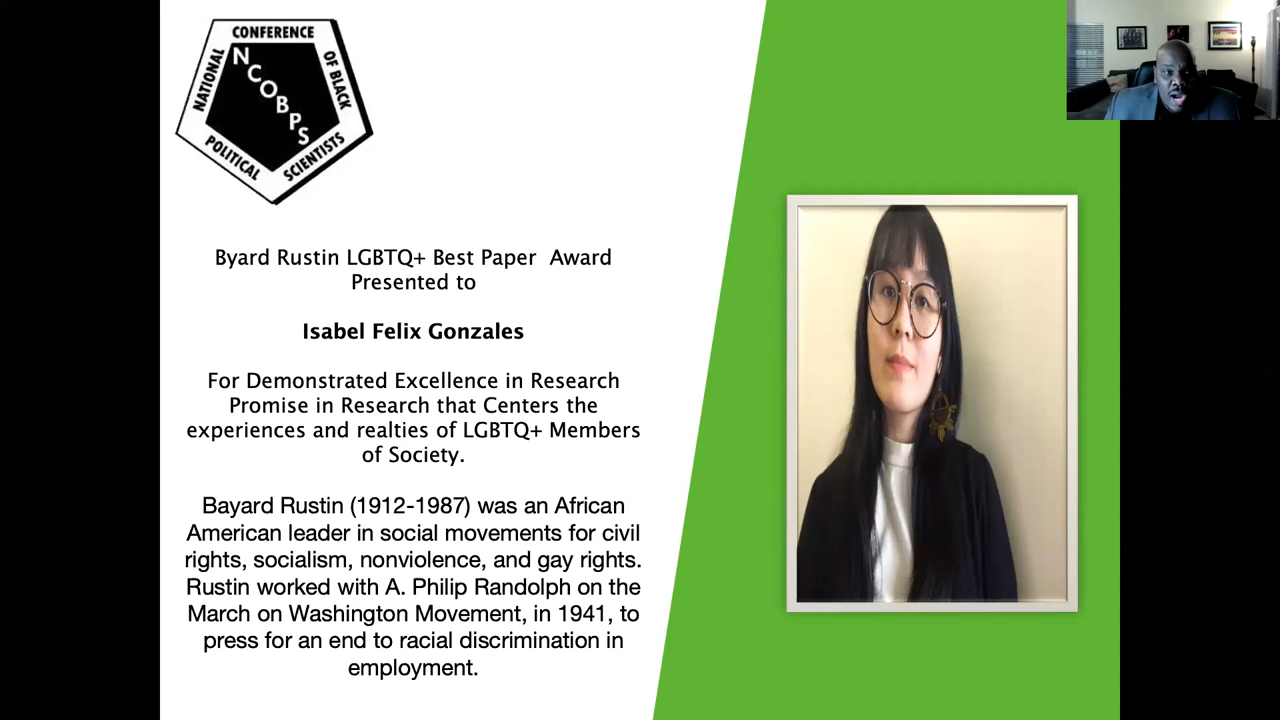 CONFERENCE
NATIONAL
OF BLACK
NCOBPS
POLITICAL
SCIENTISTS
Byard Rustin LGBTQ+ Best Paper Award
Presented to
Isabel Felix Gonzales
For Demonstrated Excellence in Research
Promise in Research that Centers the
experiences and realties of LGBTQ+ Members
of Society.
Bayard Rustin (1912-1987) was an African
American leader in social movements for civil
rights, socialism, nonviolence, and gay rights.
Rustin worked with A. Philip Randolph on the
March on Washington Movement, in 1941, to
press for an end to racial discrimination in
employment.